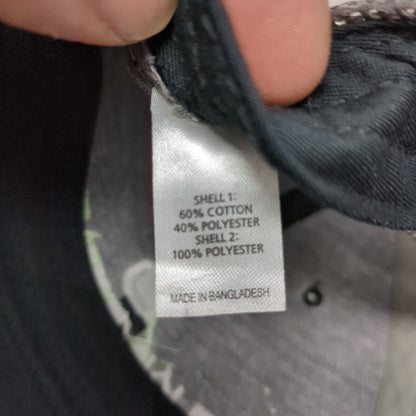 SHELL 1:
60% COTTON
40% POLYESTER
SHELL 2:
100% POLYESTER
MADE IN BANGLADESH